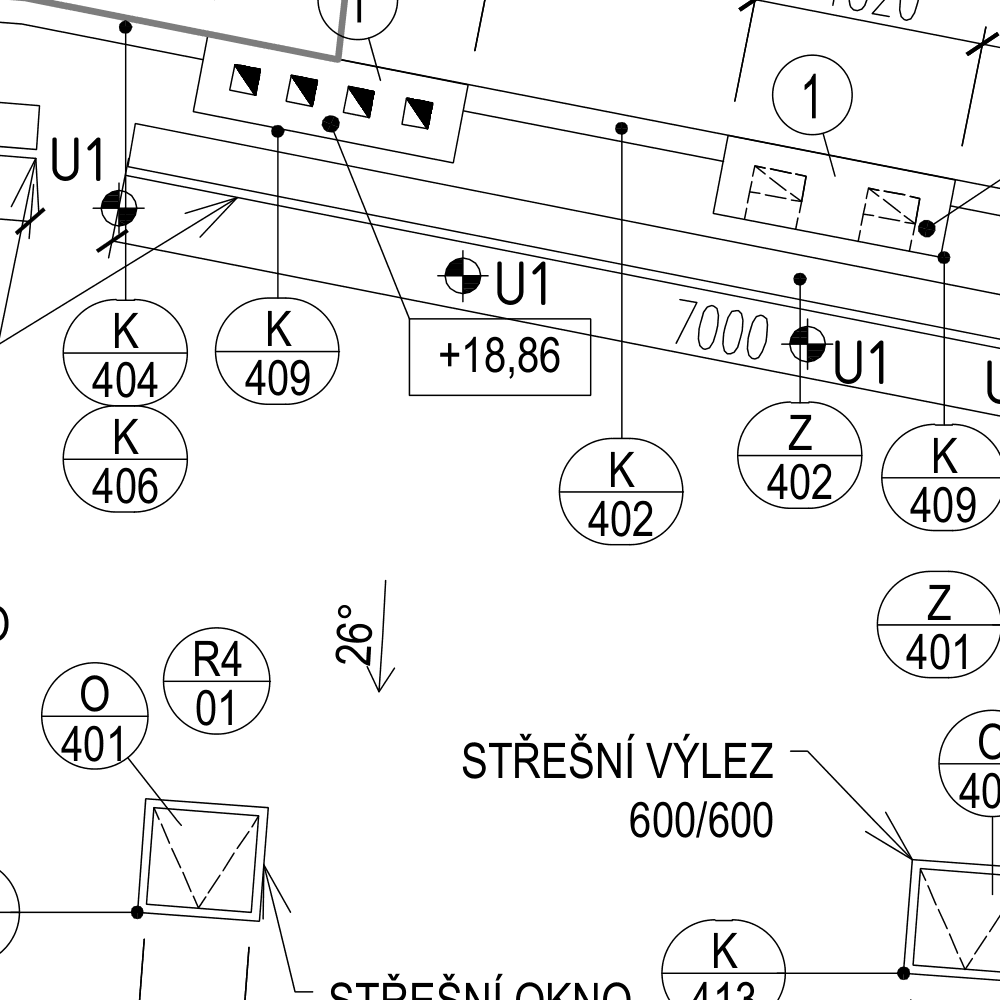 1
U1
U1
+18,86
7000
U1
K
404
K
409
K
406
K
402
Z
402
K
409
Z
401
26°
R4
01
O
401
STŘEŠNÍ VÝLEZ
600/600
STŘEŠNÍ OKNO
K
413